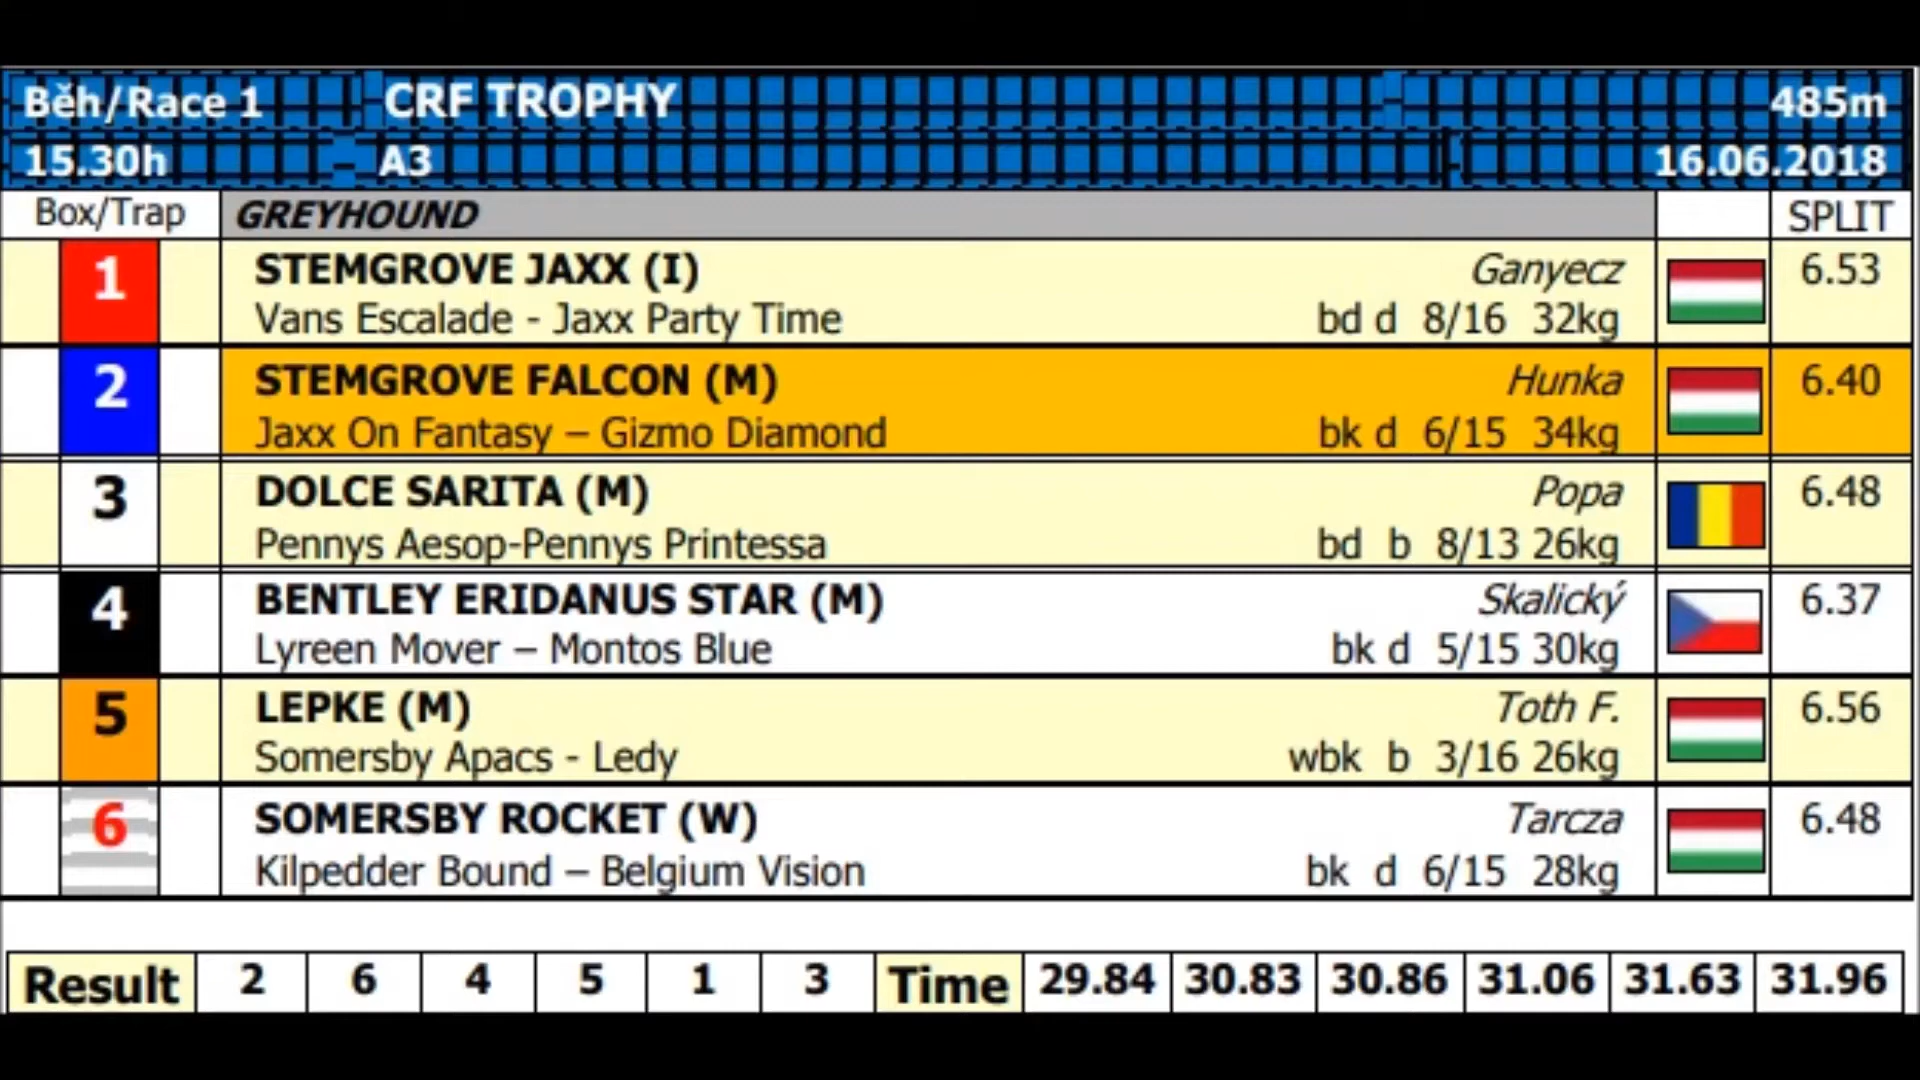 Běh/Race 1 CRF TROPHY 485m
15.30h A3 16.06.2018
Box/Trap GREYHOUND SPLIT
1 STEMGROVE JAXX (I) Ganyecz 6.53
Vans Escalade - Jaxx Party Time bd d 8/16 32kg
2 STEMGROVE FALCON (M) Hunka 6.40
Jaxx On Fantasy – Gizmo Diamond bk d 6/15 34kg
3 DOLCE SARITA (M) Popa 6.48
Pennys Aesop-Pennys Printessa bd b 8/13 26kg
4 BENTLEY ERIDANUS STAR (M) Skalický 6.37
Lyreen Mover – Montos Blue bk d 5/15 30kg
5 LEPKE (M) Toth F. 6.56
Somersby Apacs - Ledy wbk b 3/16 26kg
6 SOMERSBY ROCKET (W) Tarcza 6.48
Kilpedder Bound – Belgium Vision bk d 6/15 28kg
Result 2 6 4 5 1 3 Time 29.84 30.83 30.86 31.06 31.63 31.96